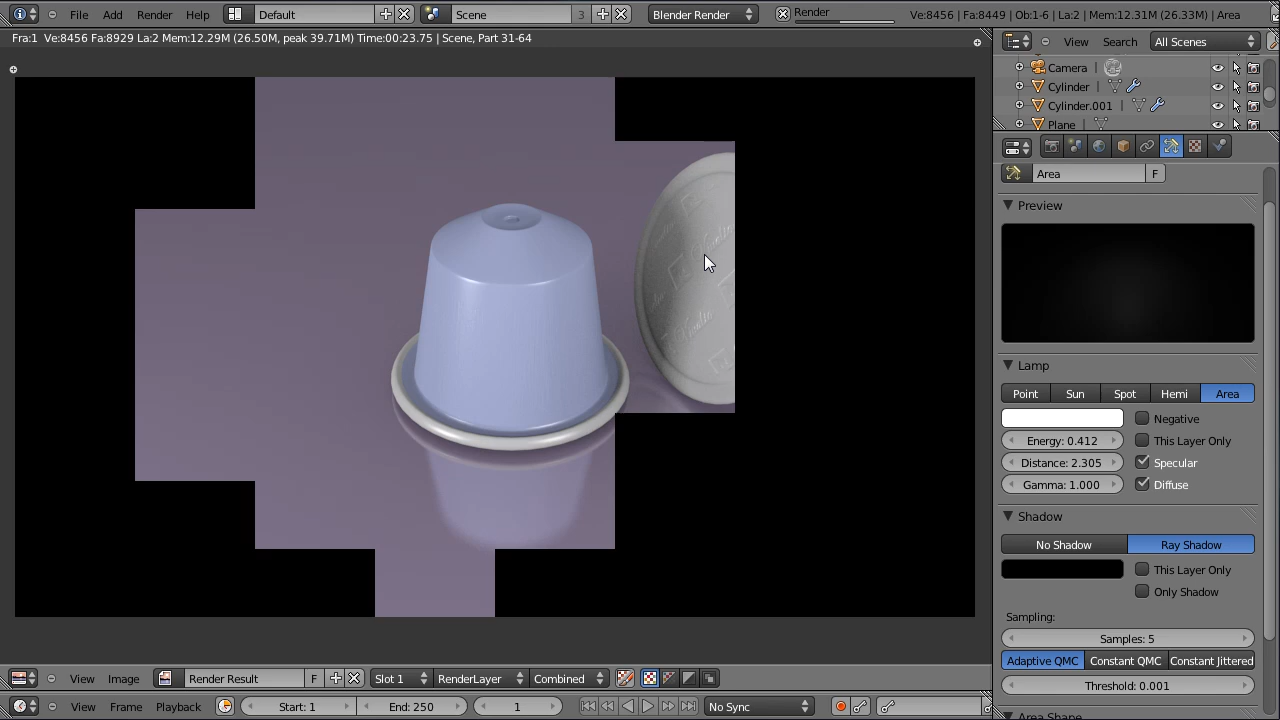 File Add Render Help Default Scene 3 Blender Render Render Ve:8456 | Fa:8449 | Ob:1-6 | La:2 | Mem:12.31M (26.33M) | Area
Fra:1 Ve:8456 Fa:8929 La:2 Mem:12.29M (26.50M, peak 39.71M) Time:00:23.75 | Scene, Part 31-64
View Search All Scenes
Camera
Cylinder
Cylinder.001
Plane
Area F
Preview
Lamp
Point Sun Spot Hemi Area
Negative
Energy: 0.412 This Layer Only
Distance: 2.305 Specular
Gamma: 1.000 Diffuse
Shadow
No Shadow Ray Shadow
This Layer Only
Only Shadow
Sampling:
Samples: 5
Adaptive QMC Constant QMC Constant Jittered
Threshold: 0.001
Area Shape
View Image Render Result F Slot 1 RenderLayer Combined
View Frame Playback Start: 1 End: 250 1 No Sync